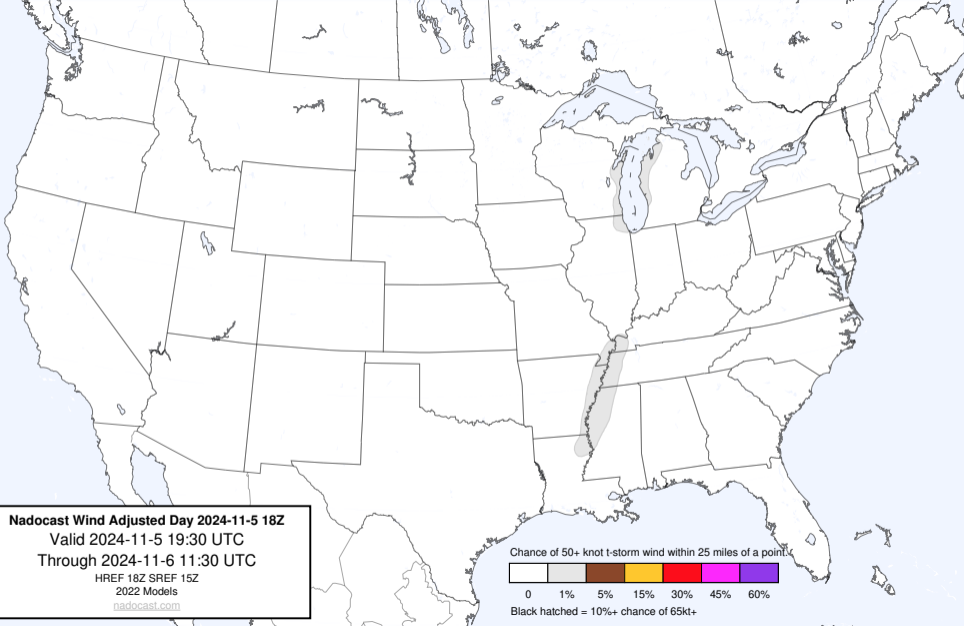 Nadocast Wind Adjusted Day 2024-11-5 18Z
Valid 2024-11-5 19:30 UTC
Through 2024-11-6 11:30 UTC
HREF 18Z SREF 15Z
2022 Models
nadocast.com
Chance of 50+ knot t-storm wind within 25 miles of a point.
0 1% 5% 15% 30% 45% 60%
Black hatched = 10%+ chance of 65kt+